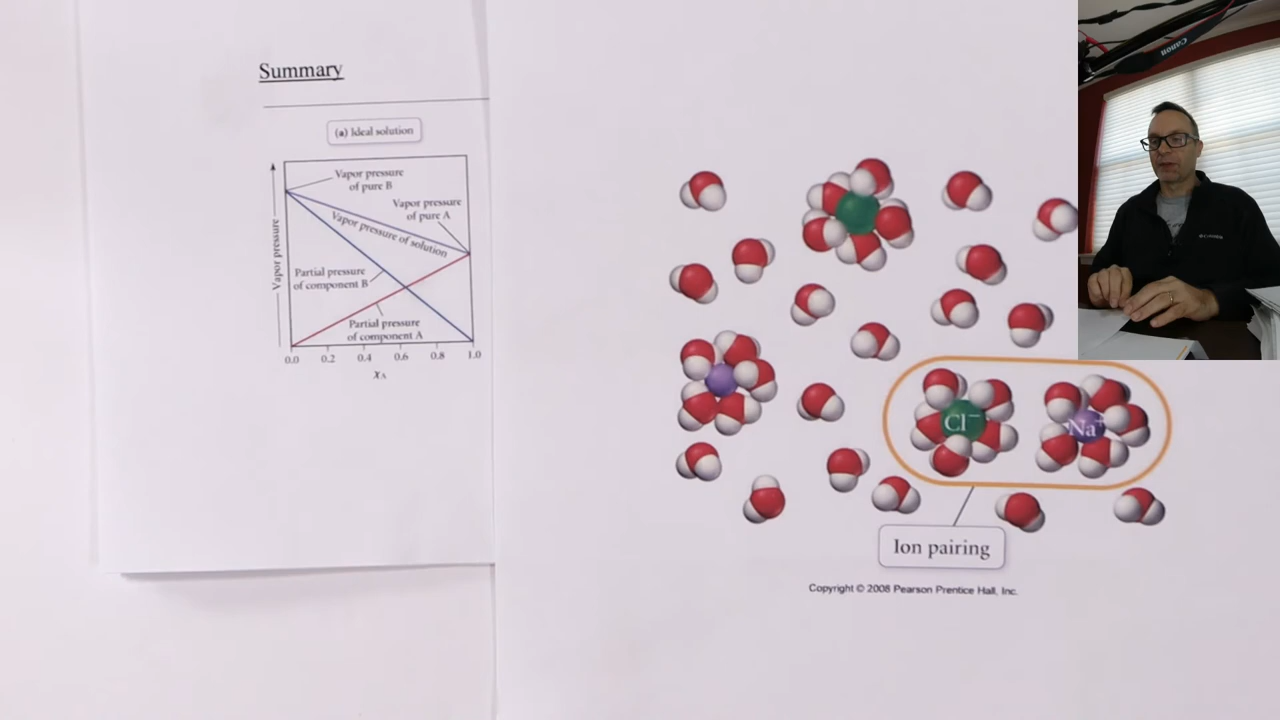 Summary
(a) Ideal solution
Vapor pressure
of pure B
Vapor pressure
of pure A
Vapor pressure of solution
Vapor pressure
Partial pressure
of component B
Partial pressure
of component A
0.0 0.2 0.4 0.6 0.8 1.0
χA
Cl−
Na+
Ion pairing
Copyright © 2008 Pearson Prentice Hall, Inc.
Canon